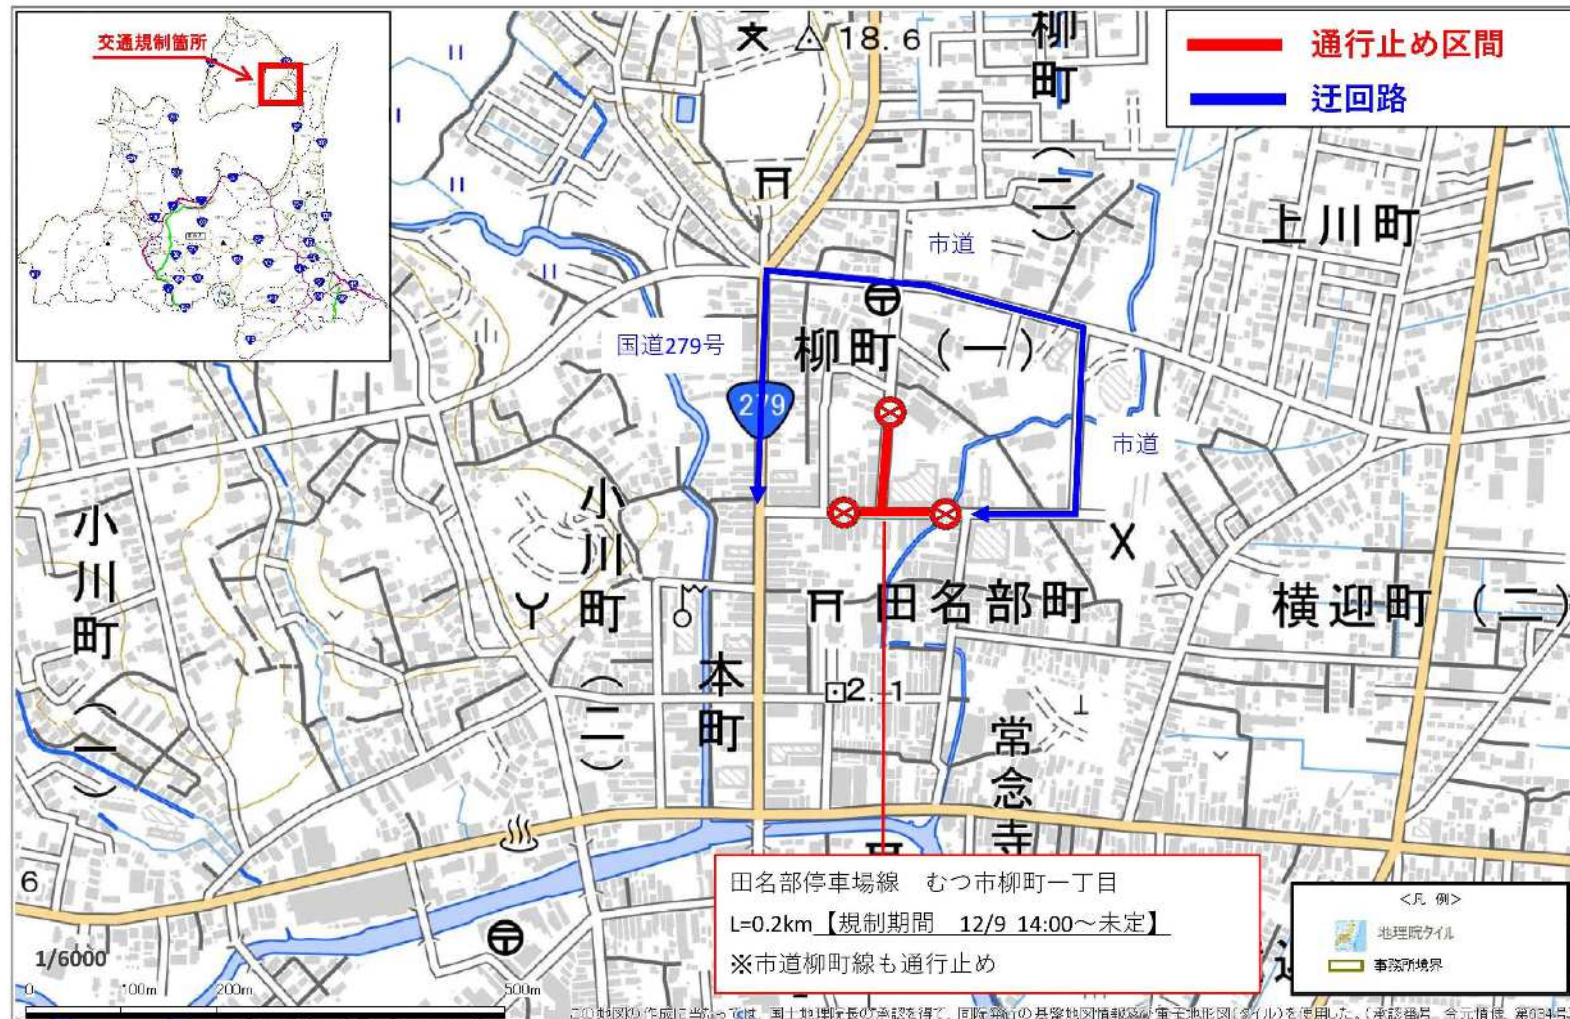 交通規制箇所
通行止め区間
迂回路
18.6
柳町(二)
上川町
市道
国道279号
柳町(一)
279
市道
小川町(一)
小川町(二)
田名部町
横迎町(二)
本町
2.1
常念寺
6
田名部停車場線　むつ市柳町一丁目
L=0.2km【規制期間　12/9 14:00～未定】
※市道柳町線も通行止め
<凡 例>
地理院タイル
事務所境界
1/6000
0 100m 200m 500m